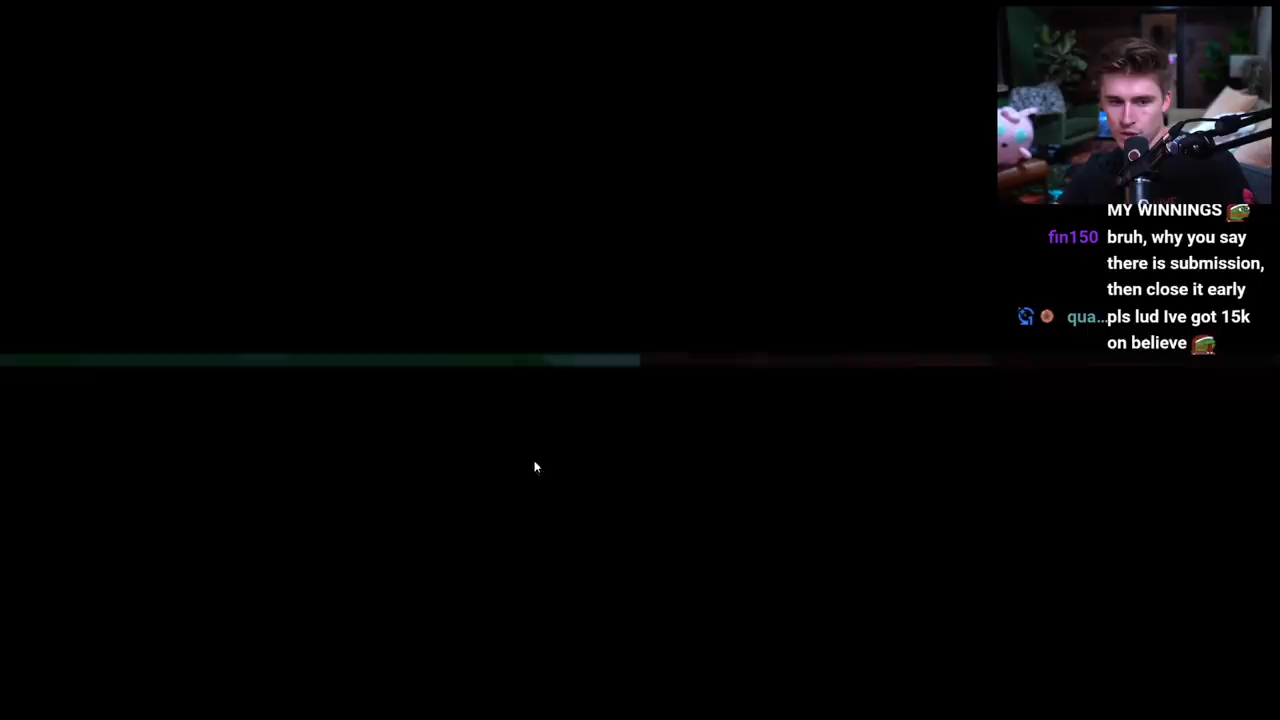 MY WINNINGS
fin150 bruh, why you say
there is submission,
then close it early
qua... pls lud Ive got 15k
on believe